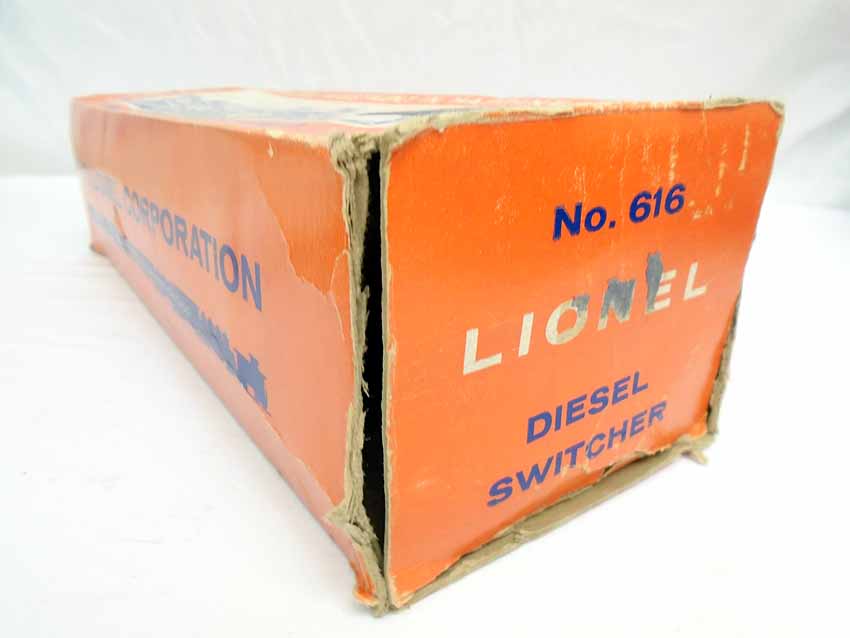 No. 616
LIONEL
DIESEL
SWITCHER
CORPORATION